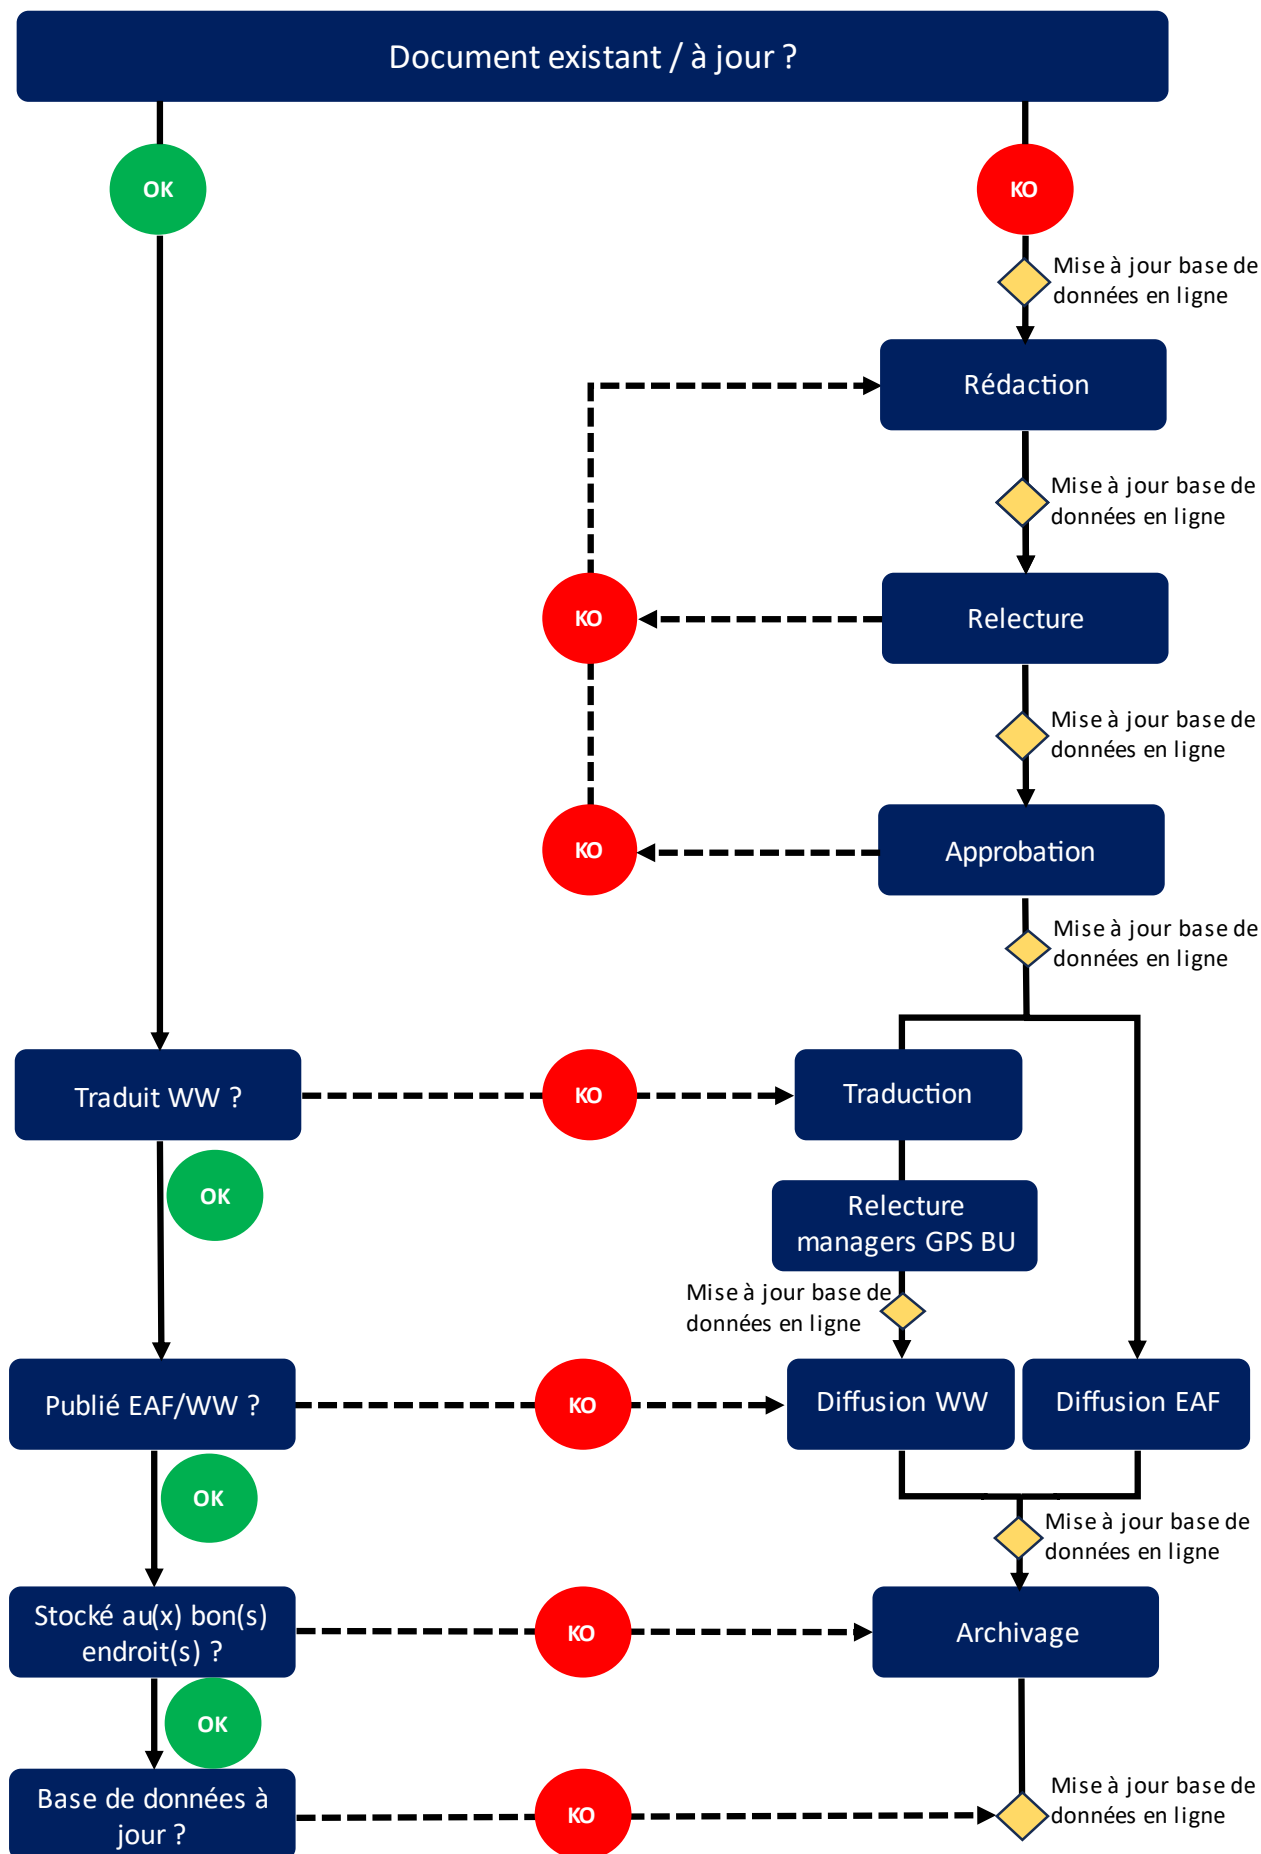 Document existant / à jour ?
OK
KO
Mise à jour base de
données en ligne
Rédaction
Mise à jour base de
données en ligne
KO
Relecture
Mise à jour base de
données en ligne
KO
Approbation
Mise à jour base de
données en ligne
Traduit WW ?
KO
Traduction
OK
Relecture
managers GPS BU
Mise à jour base de
données en ligne
Publié EAF/WW ?
KO
Diffusion WW
Diffusion EAF
OK
Mise à jour base de
données en ligne
Stocké au(x) bon(s)
endroit(s) ?
KO
Archivage
OK
Base de données à
jour ?
KO
Mise à jour base de
données en ligne